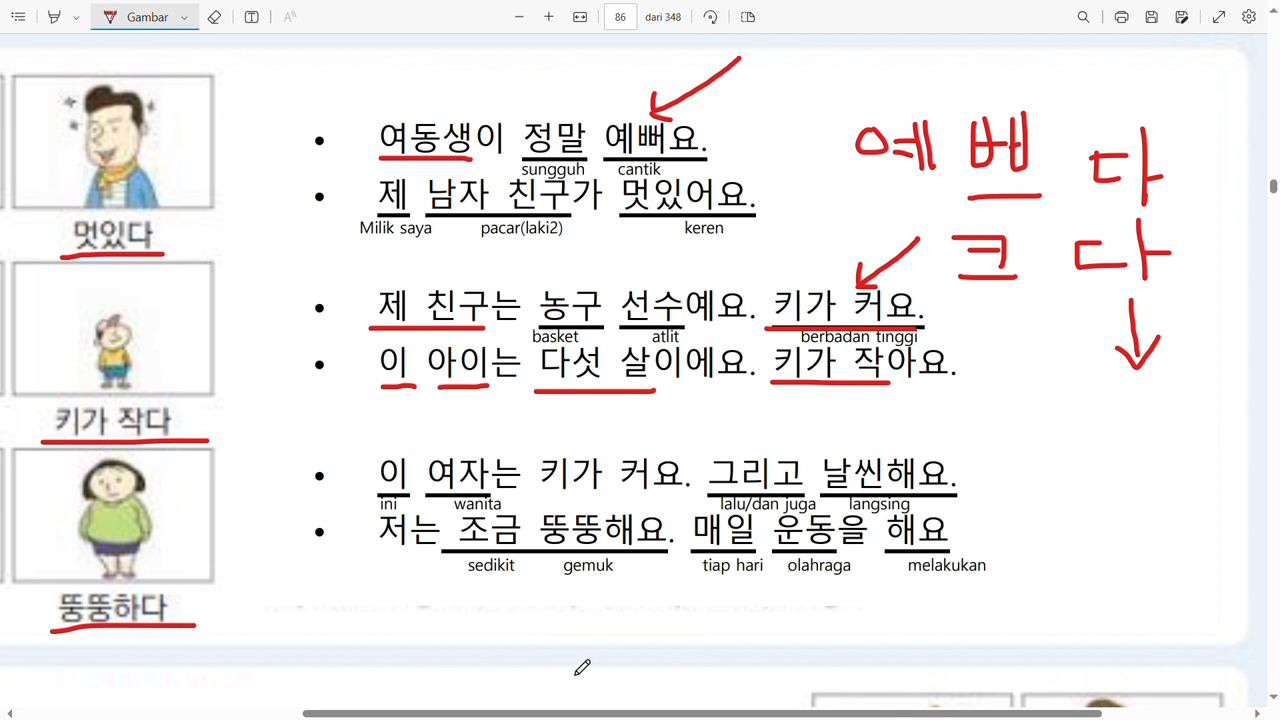 Gambar
86 dari 348
여동생이 정말 예뻐요.
sungguh cantik
제 남자 친구가 멋있어요.
Milik saya pacar(laki2) keren
멋있다
에 다
크 다
제 친구는 농구 선수예요. 키가 커요.
basket atlit berbadan tinggi
이 아이는 다섯 살이에요. 키가 작아요.
키가 작다
이 여자는 키가 커요. 그리고 날씬해요.
ini wanita lalu/dan juga langsing
저는 조금 뚱뚱해요. 매일 운동을 해요
sedikit gemuk tiap hari olahraga melakukan
뚱뚱하다